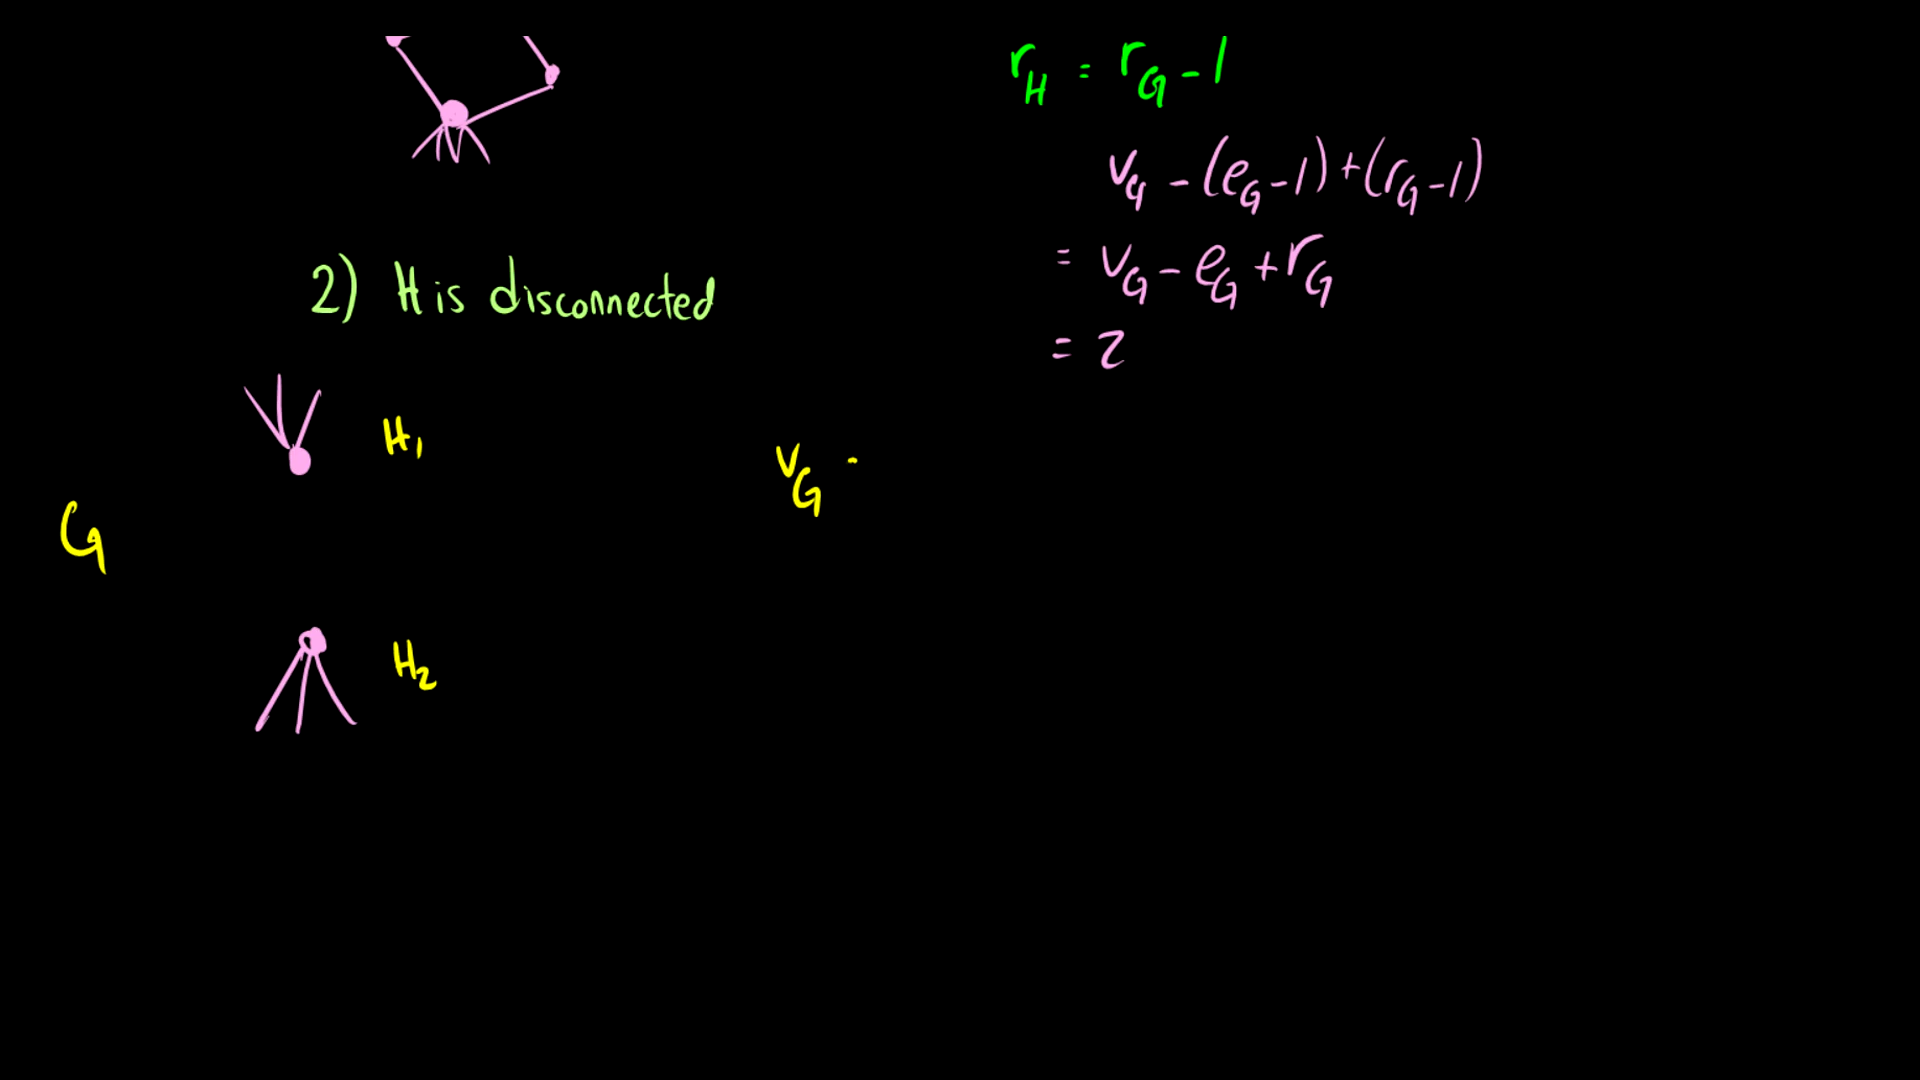 r_H = r_G - 1
v_G - (e_G - 1) + (r_G - 1)
= v_G - e_G + r_G
= 2
2) H is disconnected
H_1
v_G -
G
H_2